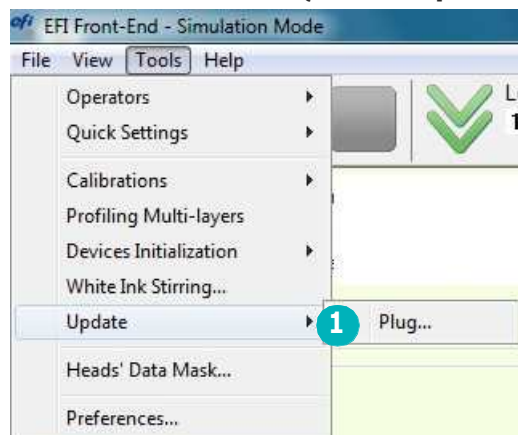 efi EFI Front-End - Simulation Mode
File View Tools Help
Operators
Quick Settings
Calibrations
Profiling Multi-layers
Devices Initialization
White Ink Stirring...
Update
1 Plug...
Heads' Data Mask...
Preferences...